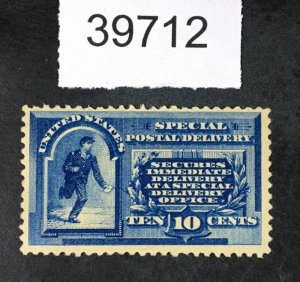 39712
UNITED STATES
SPECIAL
POSTAL DELIVERY
SECURES
IMMEDIATE
DELIVERY
AT A SPECIAL
DELIVERY
OFFICE
TEN 10 CENTS